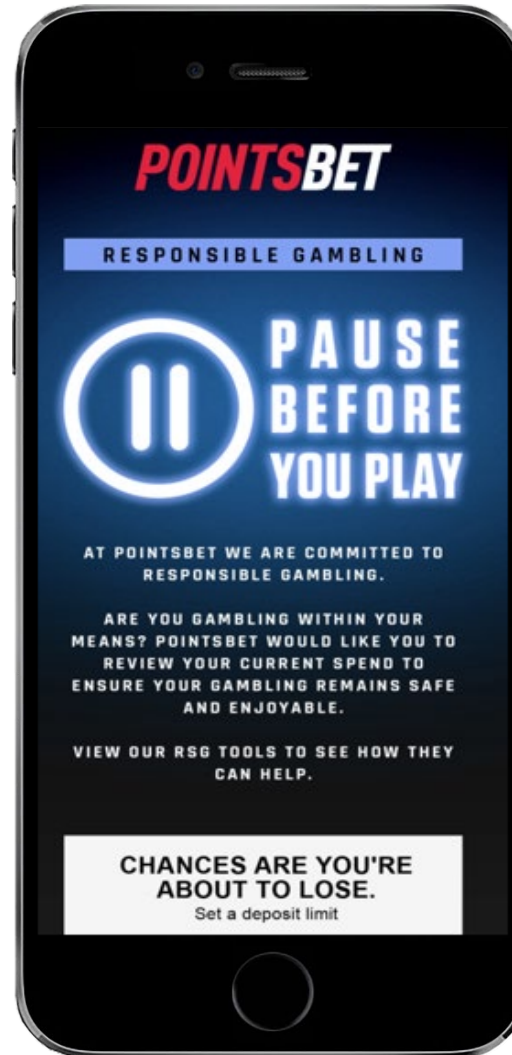 POINTSBET
RESPONSIBLE GAMBLING
PAUSE
BEFORE
YOU PLAY
AT POINTSBET WE ARE COMMITTED TO
RESPONSIBLE GAMBLING.
ARE YOU GAMBLING WITHIN YOUR
MEANS? POINTSBET WOULD LIKE YOU TO
REVIEW YOUR CURRENT SPEND TO
ENSURE YOUR GAMBLING REMAINS SAFE
AND ENJOYABLE.
VIEW OUR RSG TOOLS TO SEE HOW THEY
CAN HELP.
CHANCES ARE YOU'RE
ABOUT TO LOSE.
Set a deposit limit